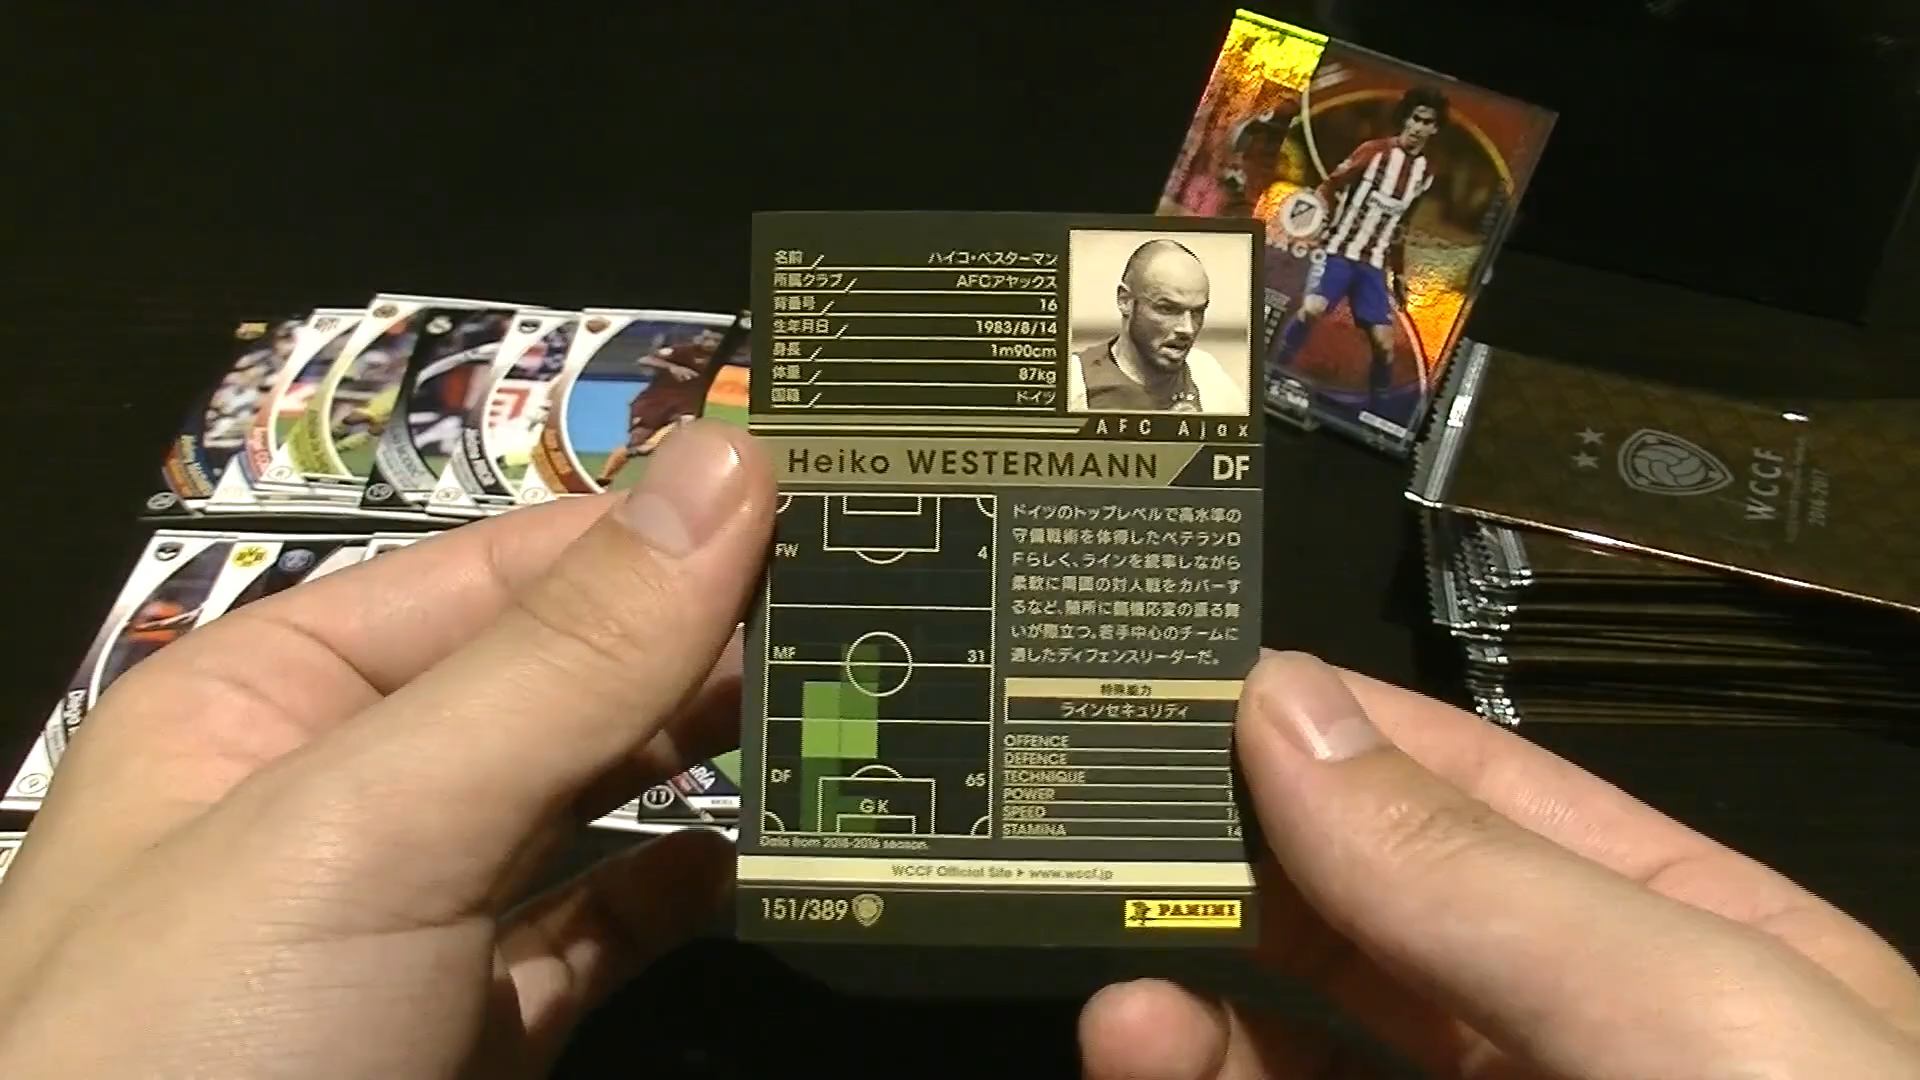 名前 ハイコ・ベスターマン
所属クラブ AFCアヤックス
背番号 16
生年月日 1983/8/14
身長 1m90cm
体重 87kg
国籍 ドイツ
AFC Ajax
Heiko WESTERMANN DF
FW 4
MF 31
DF 65
GK
Data from 2015-2016 season.
ドイツのトップレベルで高水準の
守備戦術を体得したベテランD
Fらしく、ラインを統率しながら
柔軟に周囲の対人戦をカバーす
るなど、随所に臨機応変の振る舞
いが際立つ。若手中心のチームに
適したディフェンスリーダーだ。
特殊能力
ラインセキュリティ
OFFENCE
DEFENCE
TECHNIQUE
POWER
SPEED
STAMINA 14
WCCF Official Site ▶ www.wccf.jp
151/389
PANINI
WCCF
2016-2017
11